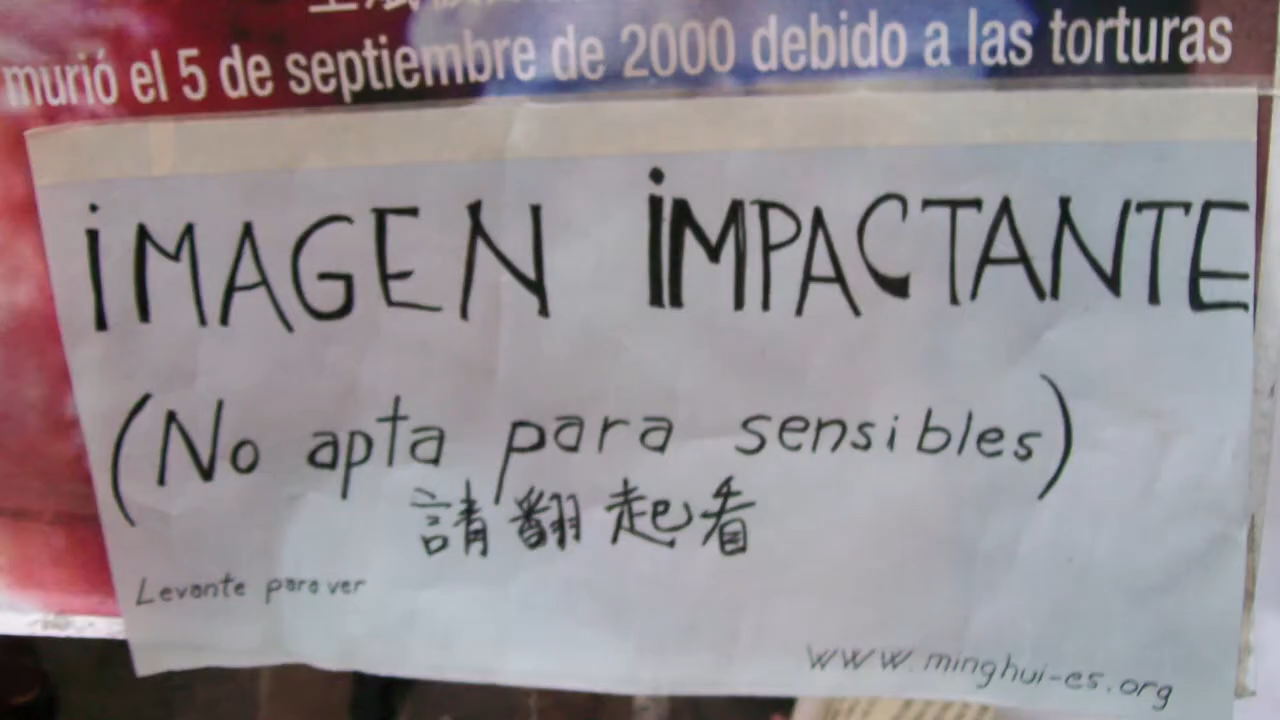 murió el 5 de septiembre de 2000 debido a las torturas
iMAGEN iMPACTANTE
(No apta para sensibles)
請翻起看
Levante para ver
www.minghui-es.org